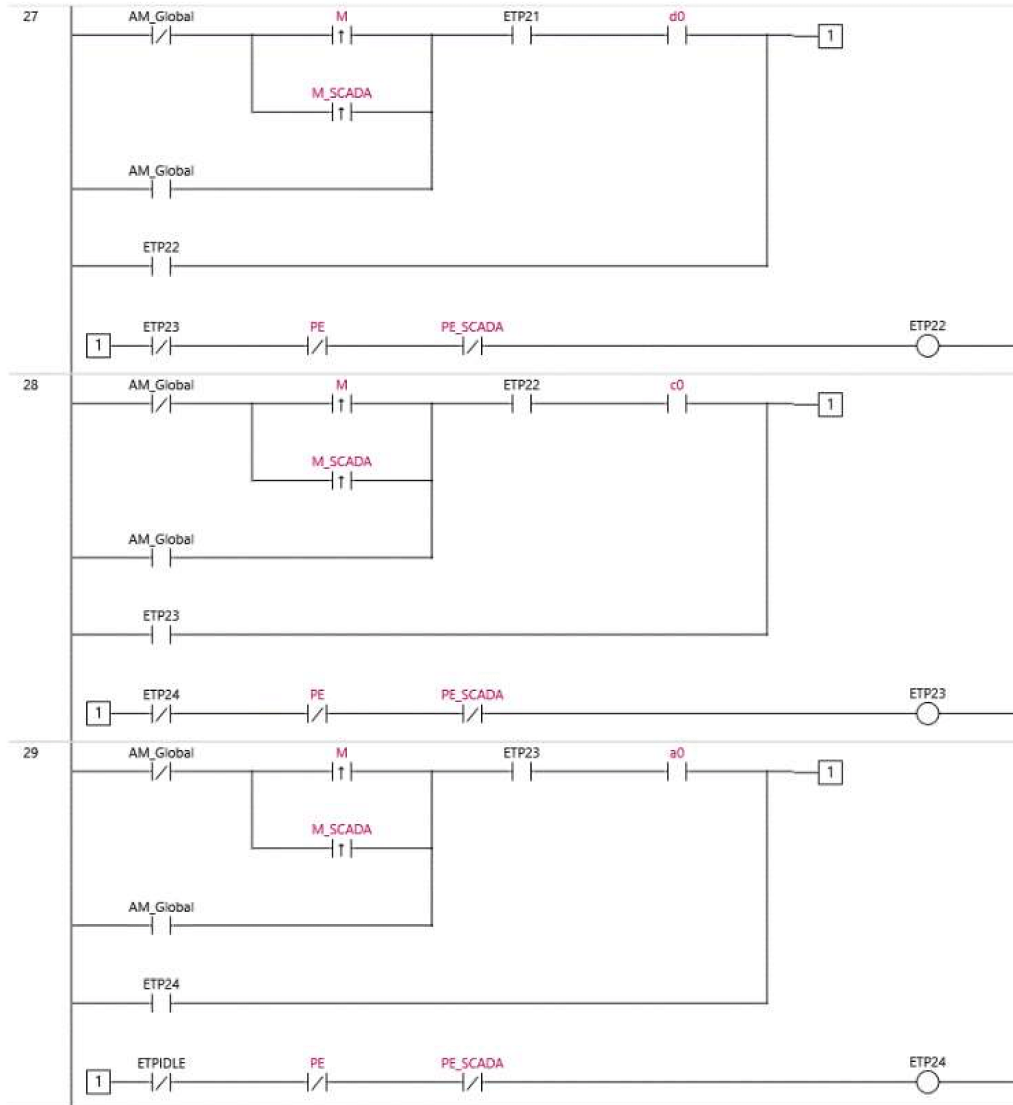 27 AM_Global M ETP21 d0
1
M_SCADA
AM_Global
ETP22
ETP23 PE PE_SCADA ETP22
1
28 AM_Global M ETP22 c0
1
M_SCADA
AM_Global
ETP23
ETP24 PE PE_SCADA ETP23
1
29 AM_Global M ETP23 a0
1
M_SCADA
AM_Global
ETP24
ETPIDLE PE PE_SCADA ETP24
1